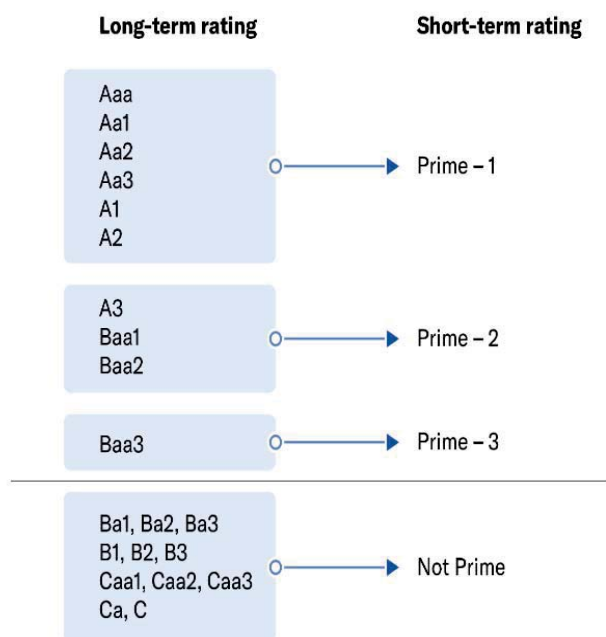 Long-term rating
Short-term rating
Aaa
Aa1
Aa2
Aa3
A1
A2
Prime – 1
A3
Baa1
Baa2
Prime – 2
Baa3
Prime – 3
Ba1, Ba2, Ba3
B1, B2, B3
Caa1, Caa2, Caa3
Ca, C
Not Prime